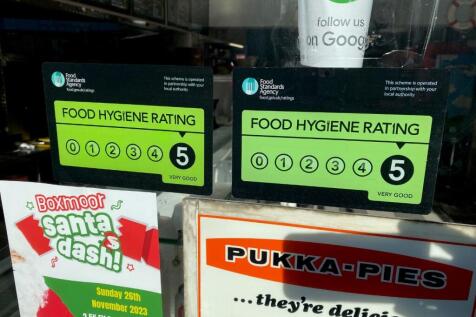 follow us
on Google
Food
Standards
Agency
food.gov.uk/ratings
This scheme is operated
in partnership with your
local authority
FOOD HYGIENE RATING
0 1 2 3 4 5
VERY GOOD
Food
Standards
Agency
food.gov.uk/ratings
This scheme is operated
in partnership with your
local authority
FOOD HYGIENE RATING
0 1 2 3 4 5
VERY GOOD
Boxmoor
santa's
dash!
Sunday 26th
November 2023
PUKKA-PIES
...they're